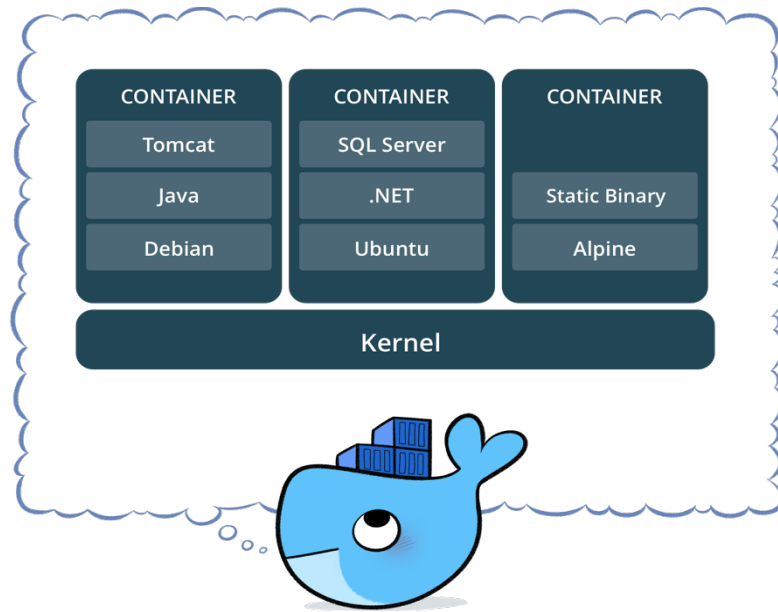 CONTAINER
Tomcat
Java
Debian
CONTAINER
SQL Server
.NET
Ubuntu
CONTAINER
Static Binary
Alpine
Kernel